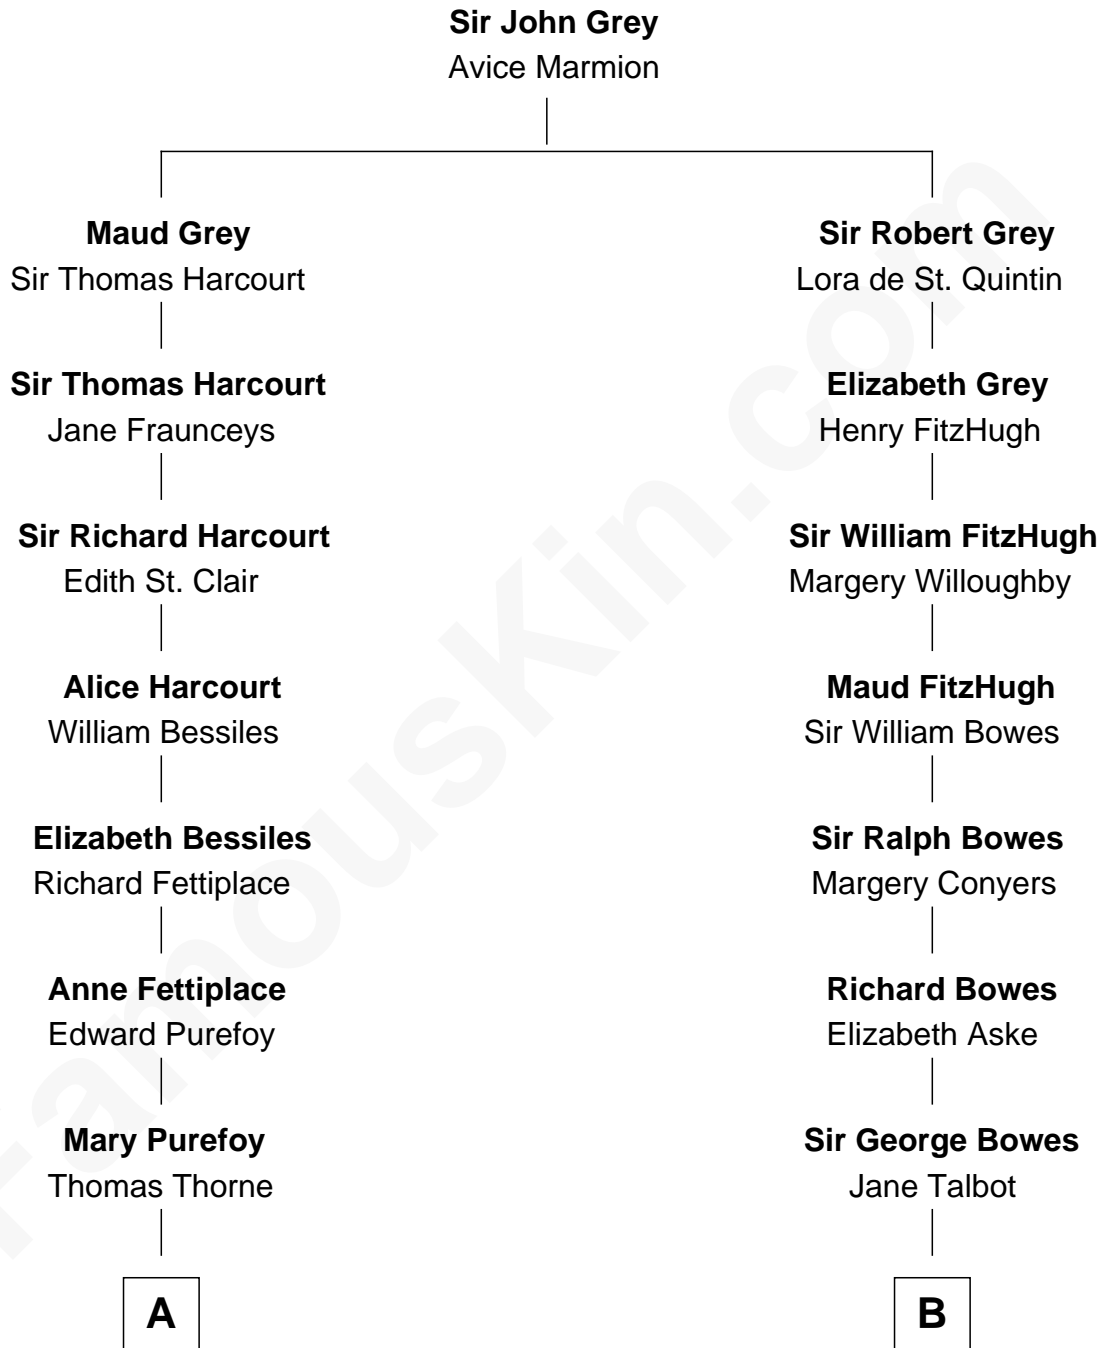 Sir John Grey
Avice Marmion
Maud Grey
Sir Thomas Harcourt
Sir Robert Grey
Lora de St. Quintin
Sir Thomas Harcourt
Jane Fraunceys
Elizabeth Grey
Henry FitzHugh
Sir Richard Harcourt
Edith St. Clair
Sir William FitzHugh
Margery Willoughby
Alice Harcourt
William Bessiles
Maud FitzHugh
Sir William Bowes
Elizabeth Bessiles
Richard Fettiplace
Sir Ralph Bowes
Margery Conyers
Anne Fettiplace
Edward Purefoy
Richard Bowes
Elizabeth Aske
Mary Purefoy
Thomas Thorne
Sir George Bowes
Jane Talbot
A
B
FamousKin.com